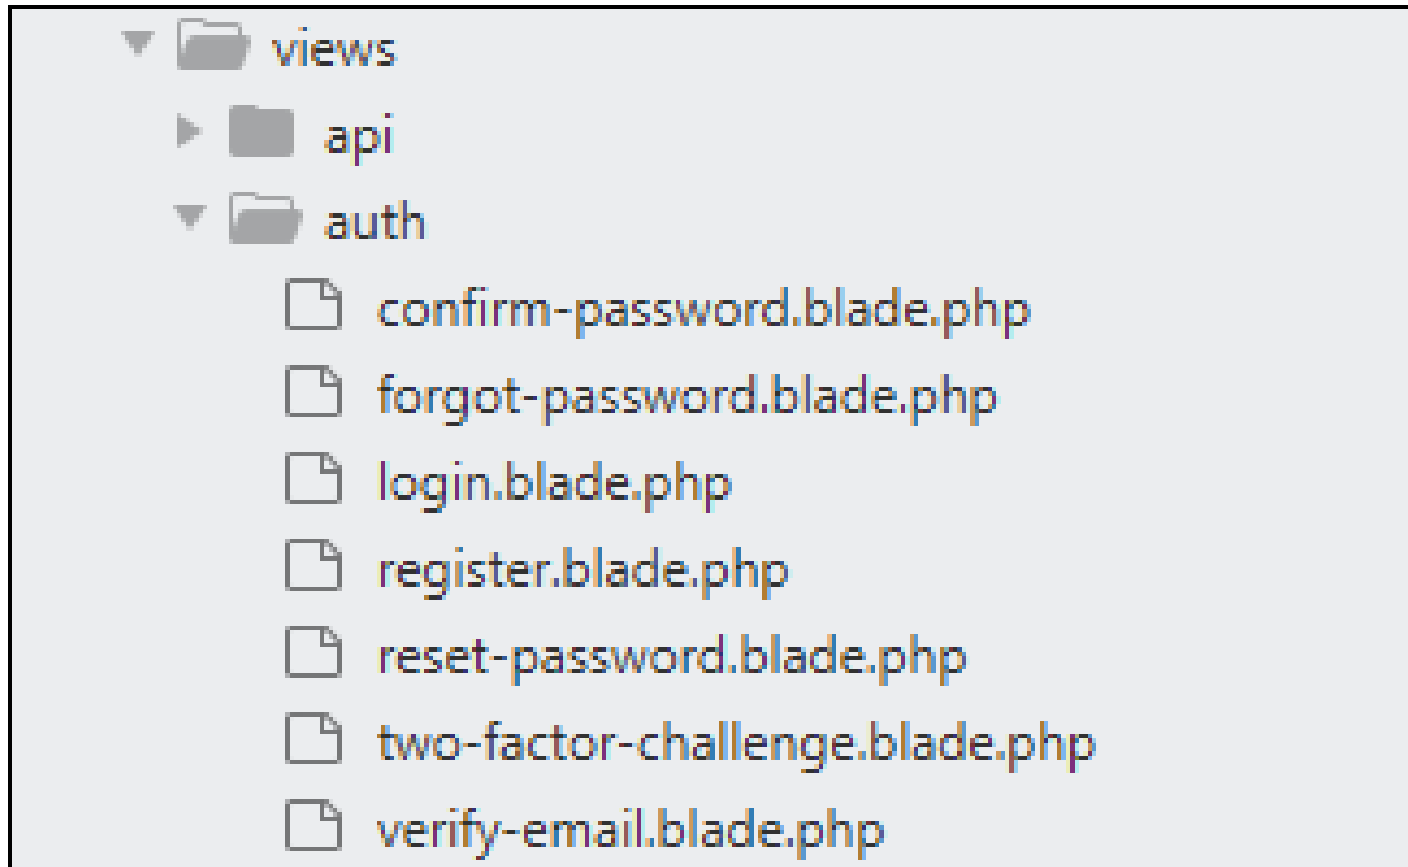 views
api
auth
confirm-password.blade.php
forgot-password.blade.php
login.blade.php
register.blade.php
reset-password.blade.php
two-factor-challenge.blade.php
verify-email.blade.php